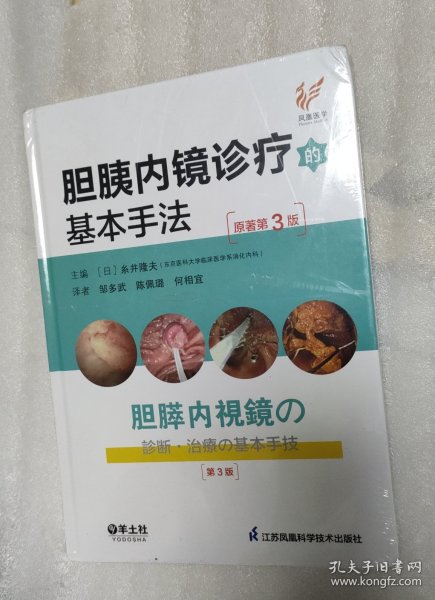 凤凰医学
胆胰内镜诊疗的
基本手法
原著第3版
主编 [日]糸井隆夫(东京医科大学临床医学系消化内科)
译者 邹多武 陈佩璐 何相宜
胆膵内視鏡の
診断・治療の基本手技
第3版
羊土社
YODOSHA
江苏凤凰科学技术出版社
孔夫子旧书网
www.kongfz.com